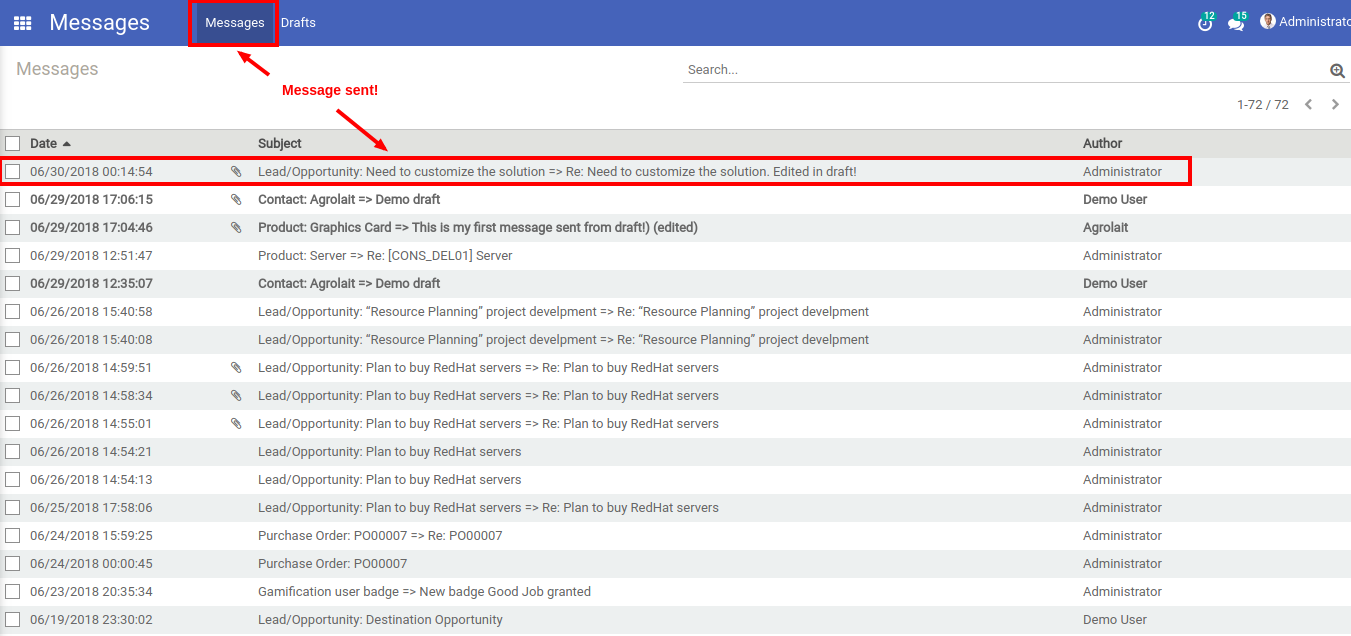 Messages Messages Drafts 12 15 Administrato
Messages Search...
Message sent!
1-72 / 72
Date Subject Author
06/30/2018 00:14:54 Lead/Opportunity: Need to customize the solution => Re: Need to customize the solution. Edited in draft! Administrator
06/29/2018 17:06:15 Contact: Agrolait => Demo draft Demo User
06/29/2018 17:04:46 Product: Graphics Card => This is my first message sent from draft!) (edited) Agrolait
06/29/2018 12:51:47 Product: Server => Re: [CONS_DEL01] Server Administrator
06/29/2018 12:35:07 Contact: Agrolait => Demo draft Demo User
06/26/2018 15:40:58 Lead/Opportunity: “Resource Planning” project develpment => Re: “Resource Planning” project develpment Administrator
06/26/2018 15:40:08 Lead/Opportunity: “Resource Planning” project develpment => Re: “Resource Planning” project develpment Administrator
06/26/2018 14:59:51 Lead/Opportunity: Plan to buy RedHat servers => Re: Plan to buy RedHat servers Administrator
06/26/2018 14:58:34 Lead/Opportunity: Plan to buy RedHat servers => Re: Plan to buy RedHat servers Administrator
06/26/2018 14:55:01 Lead/Opportunity: Plan to buy RedHat servers => Re: Plan to buy RedHat servers Administrator
06/26/2018 14:54:21 Lead/Opportunity: Plan to buy RedHat servers Administrator
06/26/2018 14:54:13 Lead/Opportunity: Plan to buy RedHat servers Administrator
06/25/2018 17:58:06 Lead/Opportunity: Plan to buy RedHat servers => Re: Plan to buy RedHat servers Administrator
06/24/2018 15:59:25 Purchase Order: PO00007 => Re: PO00007 Administrator
06/24/2018 00:00:45 Purchase Order: PO00007 Administrator
06/23/2018 20:35:34 Gamification user badge => New badge Good Job granted Administrator
06/19/2018 23:30:02 Lead/Opportunity: Destination Opportunity Demo User